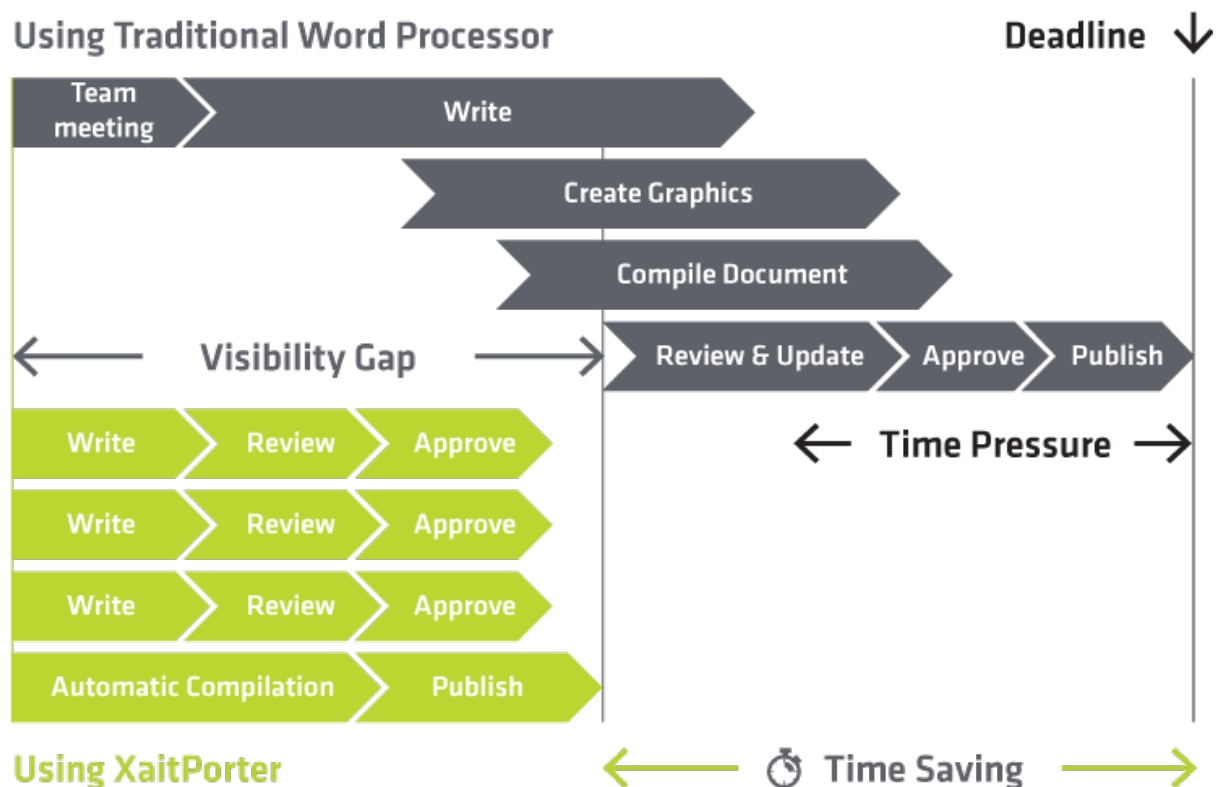 Using Traditional Word Processor
Deadline
Team
meeting
Write
Create Graphics
Compile Document
Visibility Gap
Review & Update
Approve
Publish
Write
Review
Approve
Time Pressure
Write
Review
Approve
Write
Review
Approve
Automatic Compilation
Publish
Using XaitPorter
Time Saving